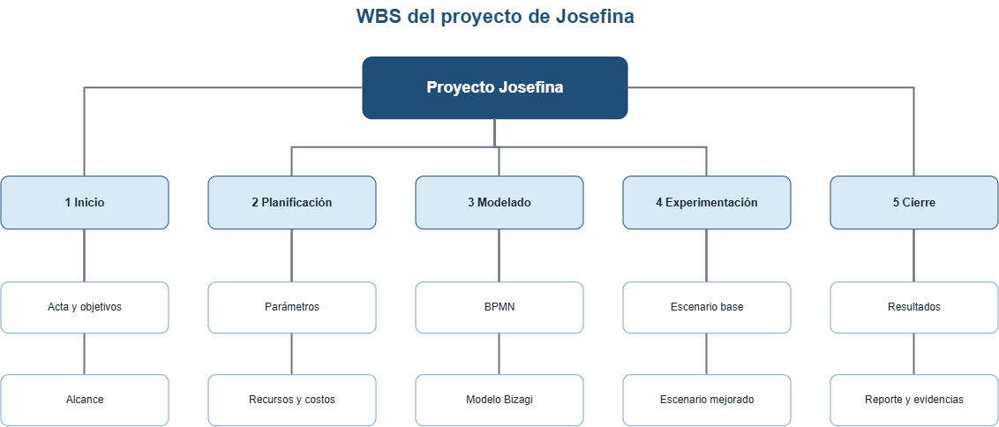 WBS del proyecto de Josefina
Proyecto Josefina
1 Inicio
2 Planificación
3 Modelado
4 Experimentación
5 Cierre
Acta y objetivos
Parámetros
BPMN
Escenario base
Resultados
Alcance
Recursos y costos
Modelo Bizagi
Escenario mejorado
Reporte y evidencias